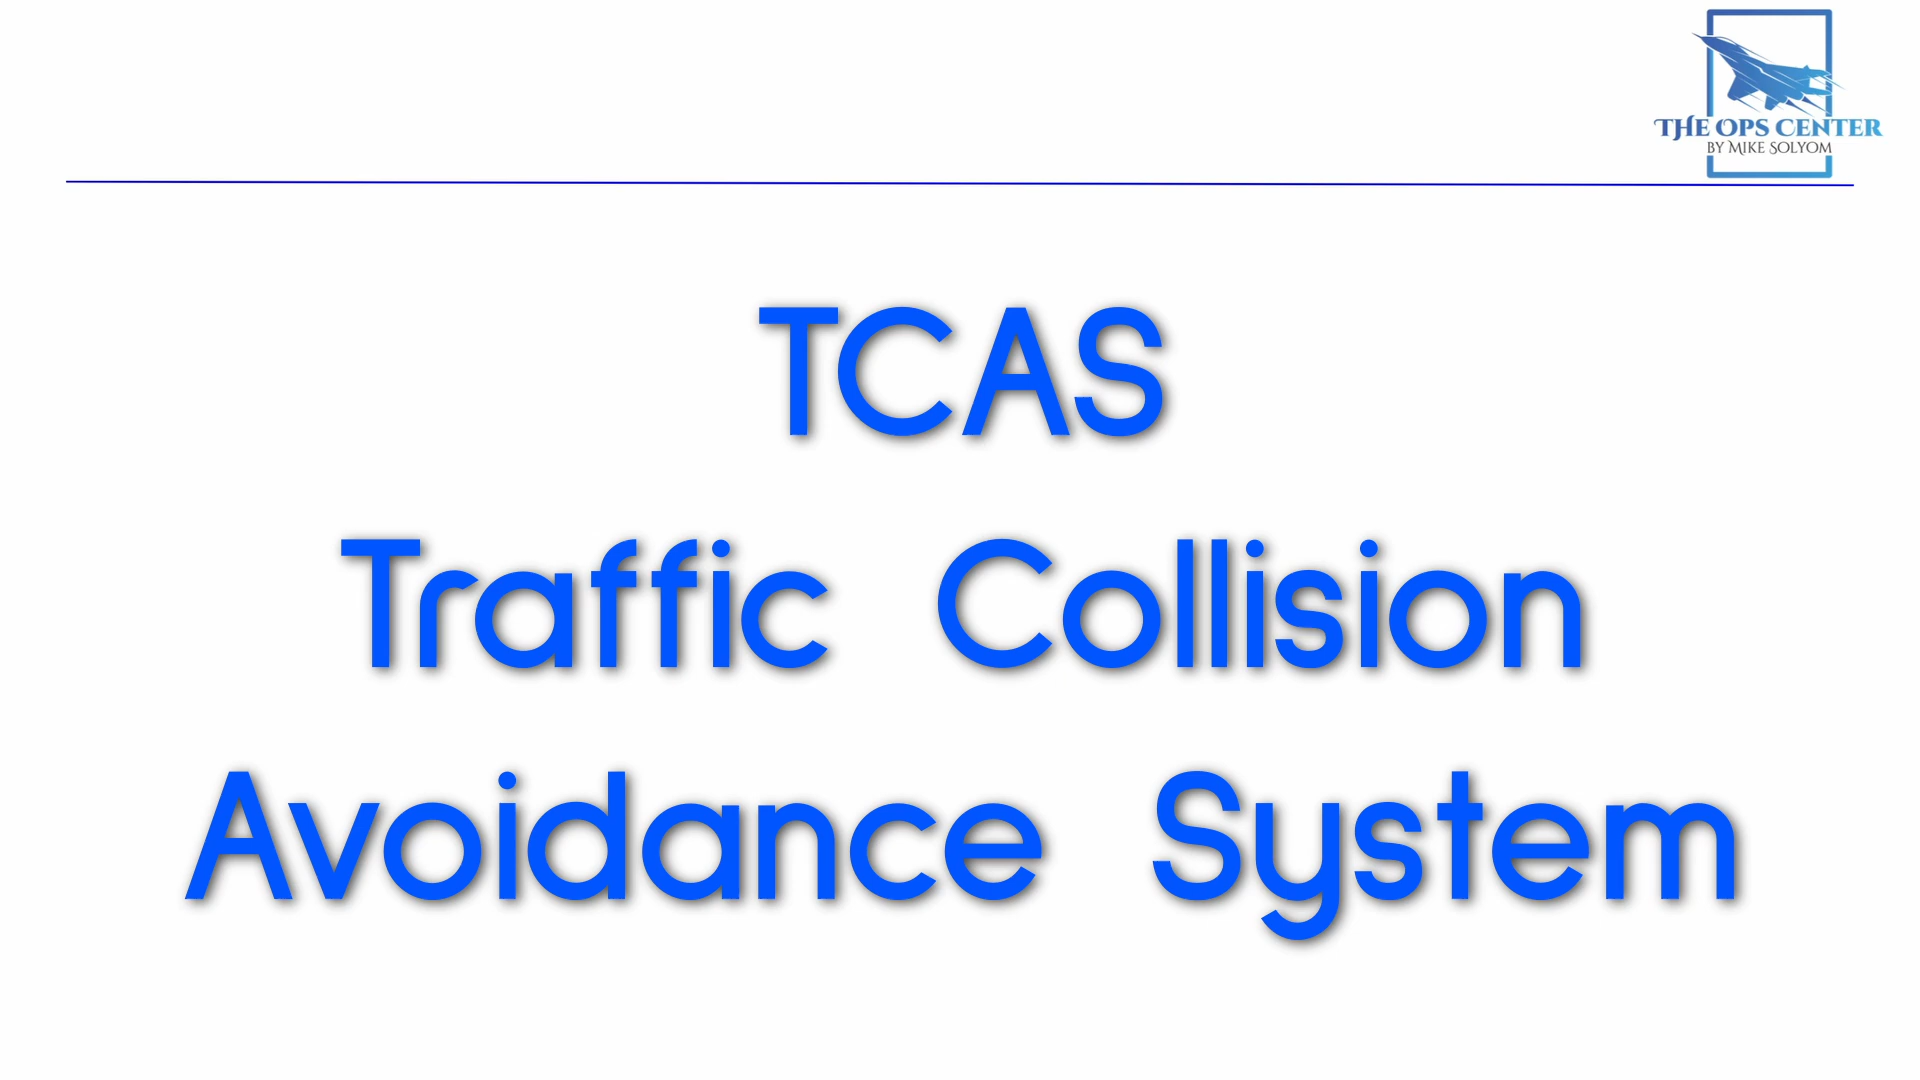 THE OPS CENTER
BY MIKE SOLYOM
TCAS
Traffic Collision
Avoidance System